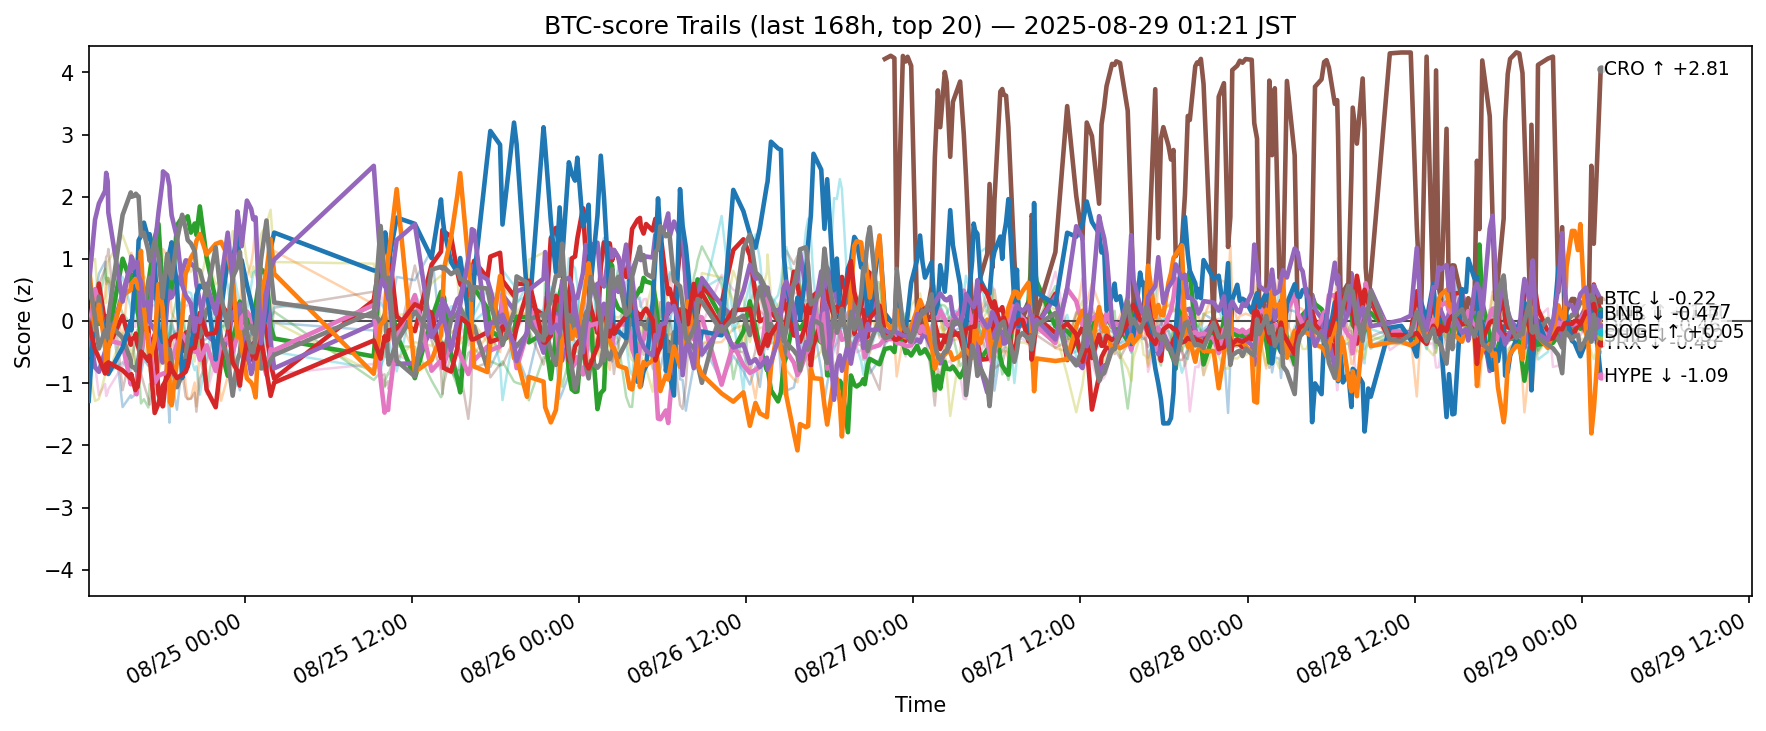 BTC-score Trails (last 168h, top 20) — 2025-08-29 01:21 JST
Score (z)
4
3
2
1
0
−1
−2
−3
−4
CRO ↑ +2.81
BTC ↓ -0.22
BNB ↓
DOGE ↑ +0.05
HYPE ↓ -1.09
08/25 00:00
08/25 12:00
08/26 00:00
08/26 12:00
08/27 00:00
08/27 12:00
08/28 00:00
08/28 12:00
08/29 00:00
08/29 12:00
Time